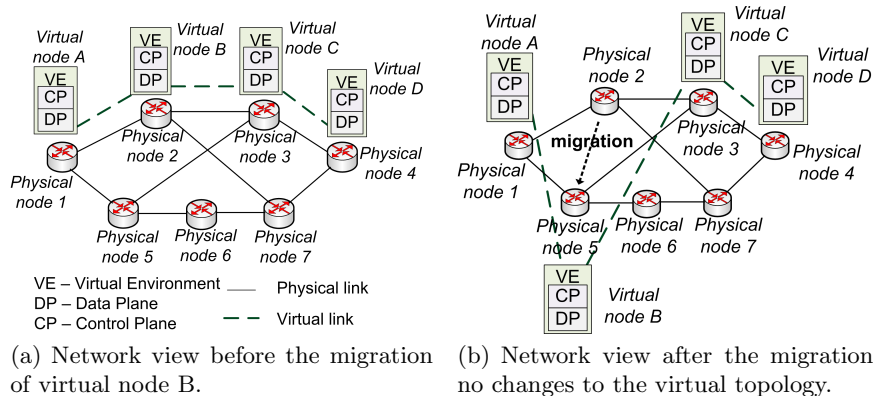 Virtual
node A
VE
CP
DP
Virtual
node B
VE
CP
DP
Virtual
node C
VE
CP
DP
Virtual
node D
VE
CP
DP
Physical
node 1
Physical
node 2
Physical
node 3
Physical
node 4
Physical
node 5
Physical
node 6
Physical
node 7
VE – Virtual Environment
DP – Data Plane
CP – Control Plane
Physical link
Virtual link
(a) Network view before the migration
of virtual node B.
Virtual
node A
VE
CP
DP
Physical
node 2
Virtual
node C
VE
CP
DP
Virtual
node D
VE
CP
DP
migration
Physical
node 1
Physical
node 3
Physical
node 4
Physical
node 5
Physical
node 6
Physical
node 7
VE
CP
DP
Virtual
node B
(b) Network view after the migration
no changes to the virtual topology.